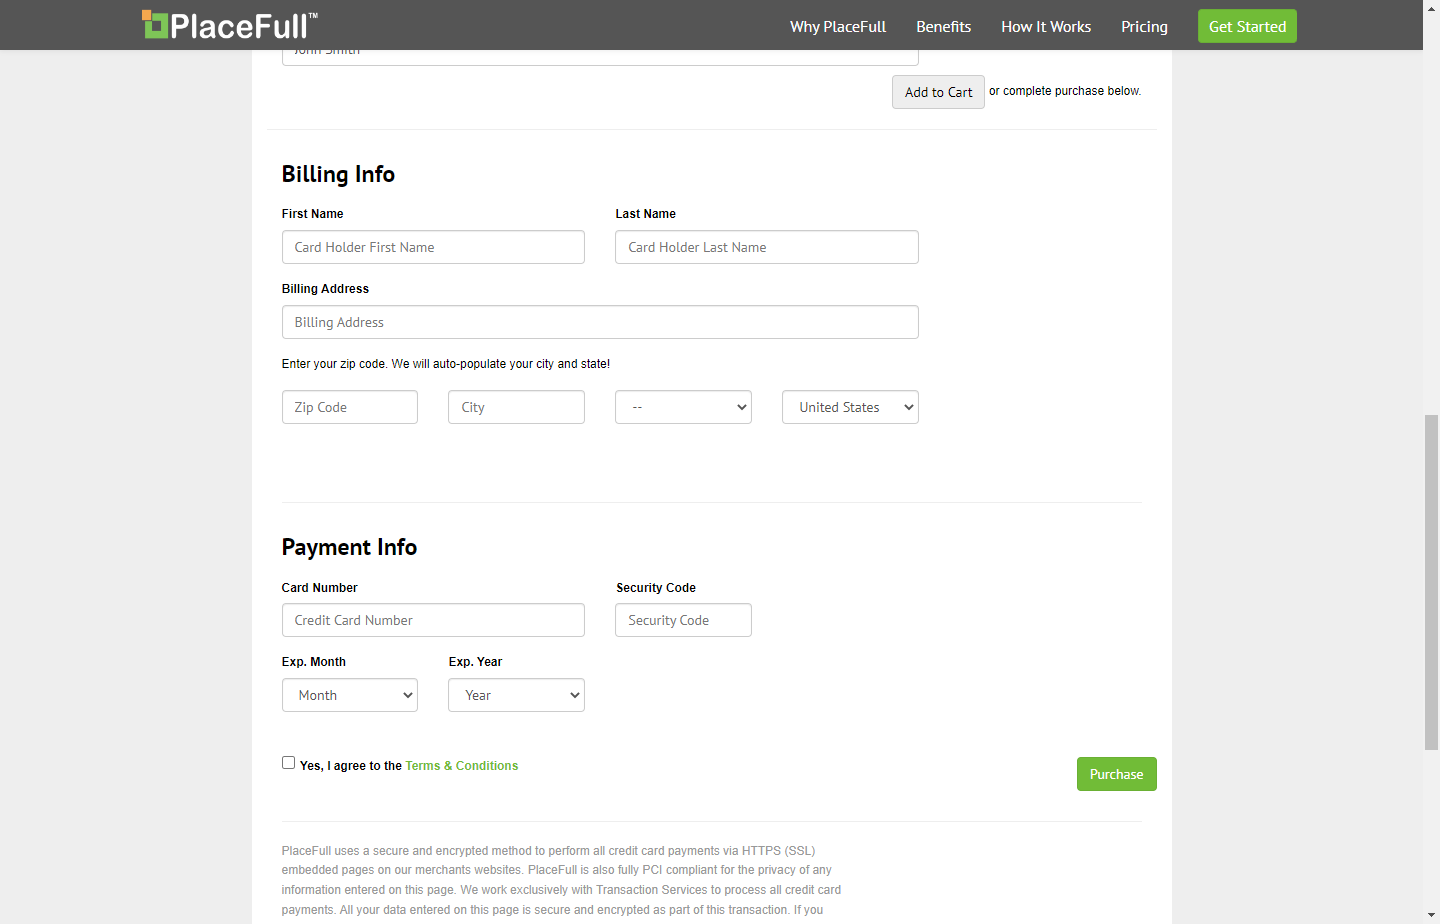 PlaceFull™
Why PlaceFull
Benefits
How It Works
Pricing
Get Started
John Smith
Add to Cart
or complete purchase below.
Billing Info
First Name
Last Name
Card Holder First Name
Card Holder Last Name
Billing Address
Billing Address
Enter your zip code. We will auto-populate your city and state!
Zip Code
City
--
United States
Payment Info
Card Number
Security Code
Credit Card Number
Security Code
Exp. Month
Exp. Year
Month
Year
Yes, I agree to the Terms & Conditions
Purchase
PlaceFull uses a secure and encrypted method to perform all credit card payments via HTTPS (SSL)
embedded pages on our merchants websites. PlaceFull is also fully PCI compliant for the privacy of any
information entered on this page. We work exclusively with Transaction Services to process all credit card
payments. All your data entered on this page is secure and encrypted as part of this transaction. If you